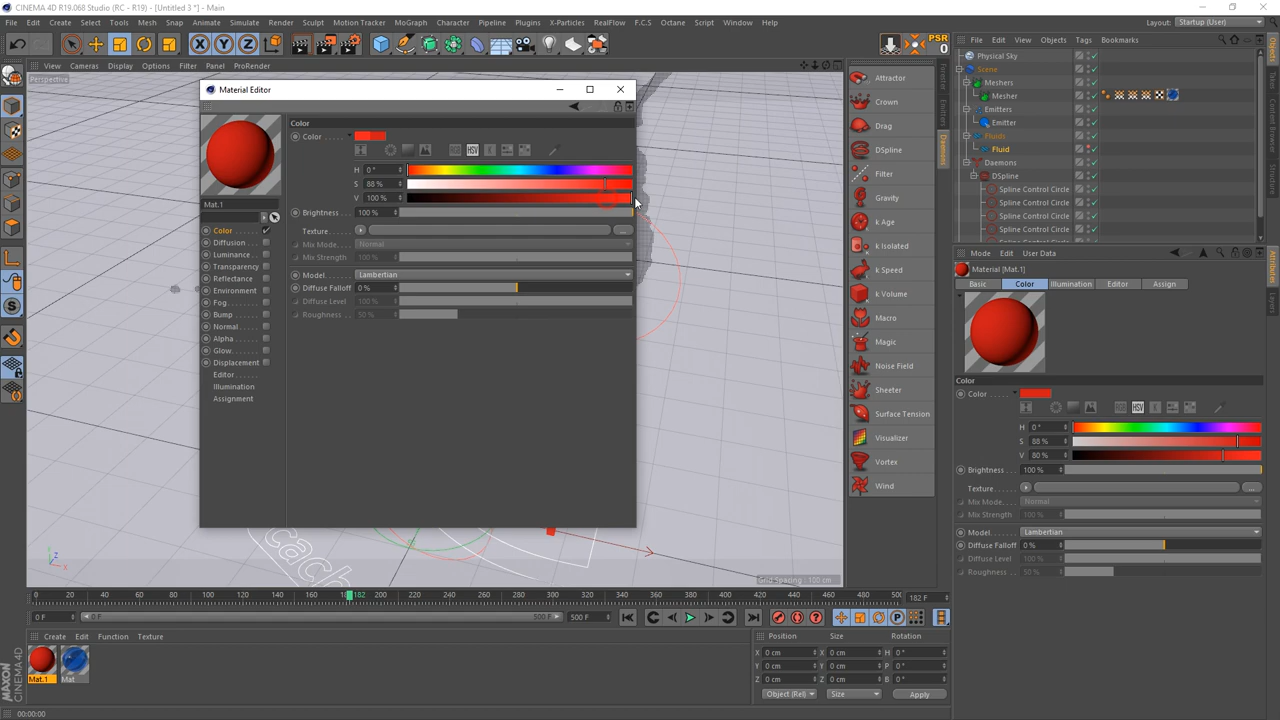 CINEMA 4D R19.068 Studio (RC - R19) - [Untitled 3 *] - Main
File Edit Create Select Tools Mesh Snap Animate Simulate Render Sculpt Motion Tracker MoGraph Character Pipeline Plugins X-Particles RealFlow F.C.S Octane Script Window Help Layout: Startup (User)
PSR
0
File Edit View Objects Tags Bookmarks
View Cameras Display Options Filter Panel ProRender
Perspective
Material Editor
Color
Color
H 0 °
S 88 %
V 100 %
Brightness 100 %
Texture
Mix Mode Normal
Mix Strength 100 %
Model Lambertian
Diffuse Falloff 0 %
Diffuse Level 100 %
Roughness 50 %
Mat.1
Color
Diffusion
Luminance
Transparency
Reflectance
Environment
Fog
Bump
Normal
Alpha
Glow
Displacement
Editor
Illumination
Assignment
Grid Spacing : 100 cm
Attractor
Crown
Drag
DSpline
Filter
Gravity
k Age
k Isolated
k Speed
k Volume
Macro
Magic
Noise Field
Sheeter
Surface Tension
Visualizer
Vortex
Wind
Forester
Emitters
Daemons
Physical Sky
Scene
Meshers
Mesher
Emitters
Emitter
Fluids
Fluid
Daemons
DSpline
Spline Control Circle
Spline Control Circle
Spline Control Circle
Spline Control Circle
Objects
Content Browser
Structure
Attributes
Layers
Mode Edit User Data
Material [Mat.1]
Basic Color Illumination Editor Assign
Color
Color
H 0 °
S 88 %
V 80 %
Brightness 100 %
Texture
Mix Mode Normal
Mix Strength 100 %
Model Lambertian
Diffuse Falloff 0 %
Diffuse Level 100 %
Roughness 50 %
0 20 40 60 80 100 120 140 160 182 200 220 240 260 280 300 320 340 360 380 400 420 440 460 480 182 F
0 F 0 F 500 F 500 F
Create Edit Function Texture
Mat.1 Mat
Position Size Rotation
X 0 cm X 0 cm H 0 °
Y 0 cm Y 0 cm P 0 °
Z 0 cm Z 0 cm B 0 °
Object (Rel) Size Apply
MAXON CINEMA 4D
00:00:00